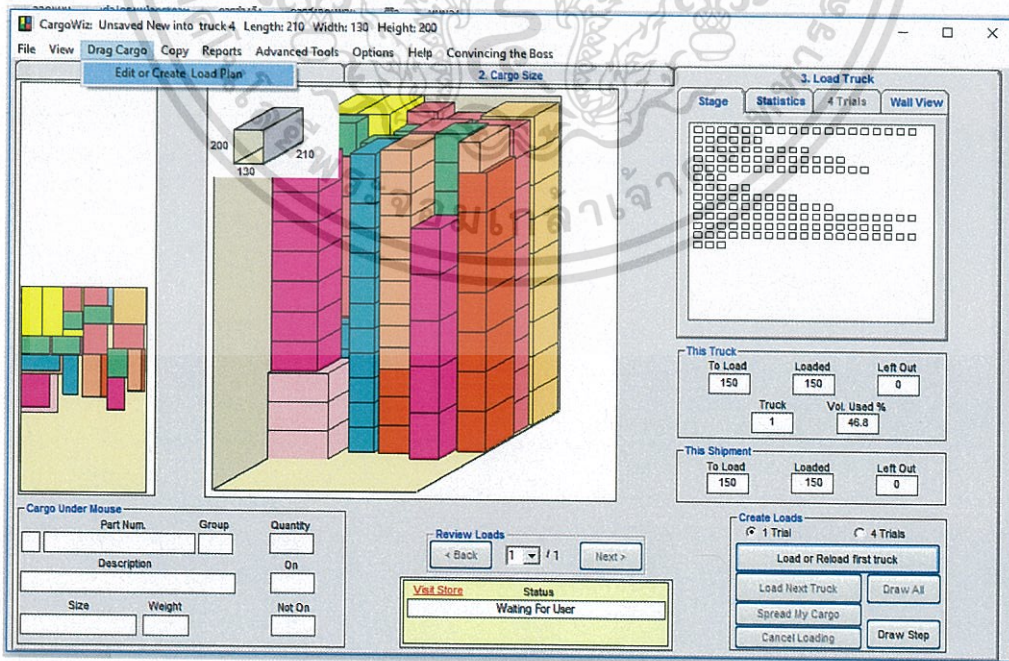 CargoWiz: Unsaved New into truck 4 Length: 210 Width: 130 Height: 200
File View Drag Cargo Copy Reports Advanced Tools Options Help Convincing the Boss
Edit or Create Load Plan
2. Cargo Size
3. Load Truck
Stage Statistics 4 Trials Wall View
200
210
130
This Truck
To Load Loaded Left Out
150 150 0
Truck Vol. Used %
1 46.8
This Shipment
To Load Loaded Left Out
150 150 0
Cargo Under Mouse
Part Num. Group Quantity
Description On
Size Weight Not On
Review Loads
< Back 1 / 1 Next >
Visit Store Status
Waiting For User
Create Loads
1 Trial 4 Trials
Load or Reload first truck
Load Next Truck Draw All
Spread My Cargo
Cancel Loading Draw Step